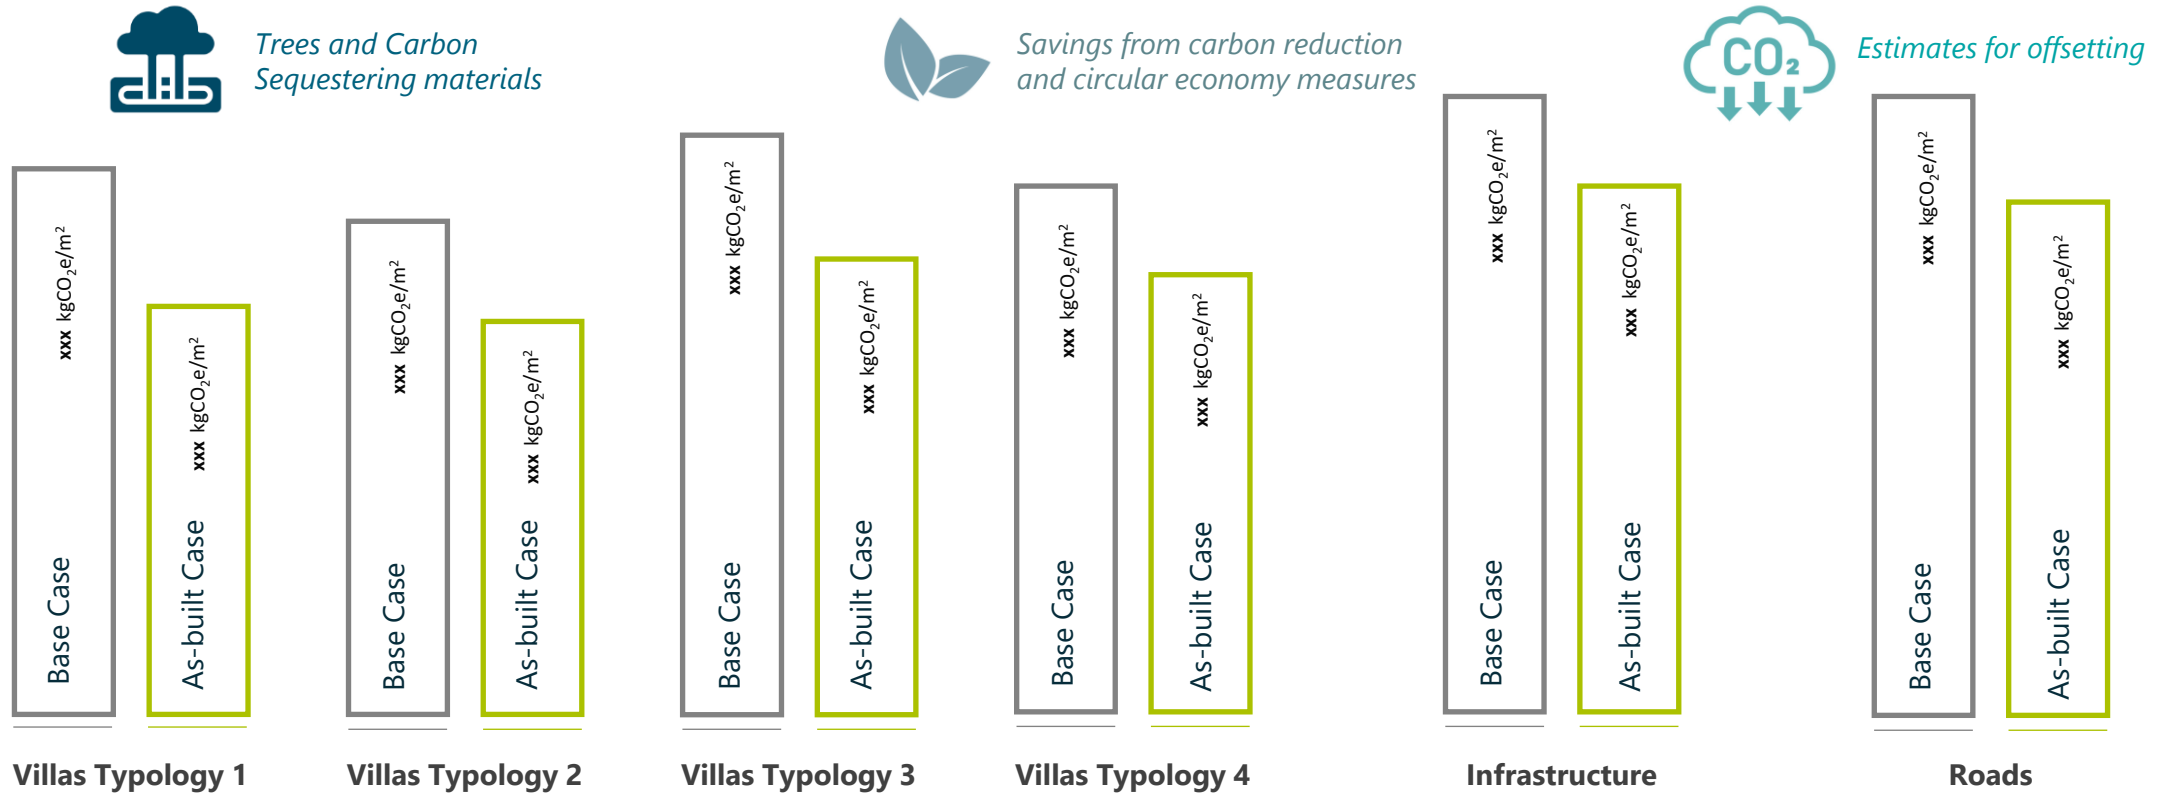 Trees and Carbon
Sequestering materials
Savings from carbon reduction
and circular economy measures
CO₂
Estimates for offsetting
xxx kgCO₂e/m²
Base Case
xxx kgCO₂e/m²
As-built Case
Villas Typology 1
xxx kgCO₂e/m²
Base Case
xxx kgCO₂e/m²
As-built Case
Villas Typology 2
xxx kgCO₂e/m²
Base Case
xxx kgCO₂e/m²
As-built Case
Villas Typology 3
xxx kgCO₂e/m²
Base Case
xxx kgCO₂e/m²
As-built Case
Villas Typology 4
xxx kgCO₂e/m²
Base Case
xxx kgCO₂e/m²
As-built Case
Infrastructure
xxx kgCO₂e/m²
Base Case
xxx kgCO₂e/m²
As-built Case
Roads